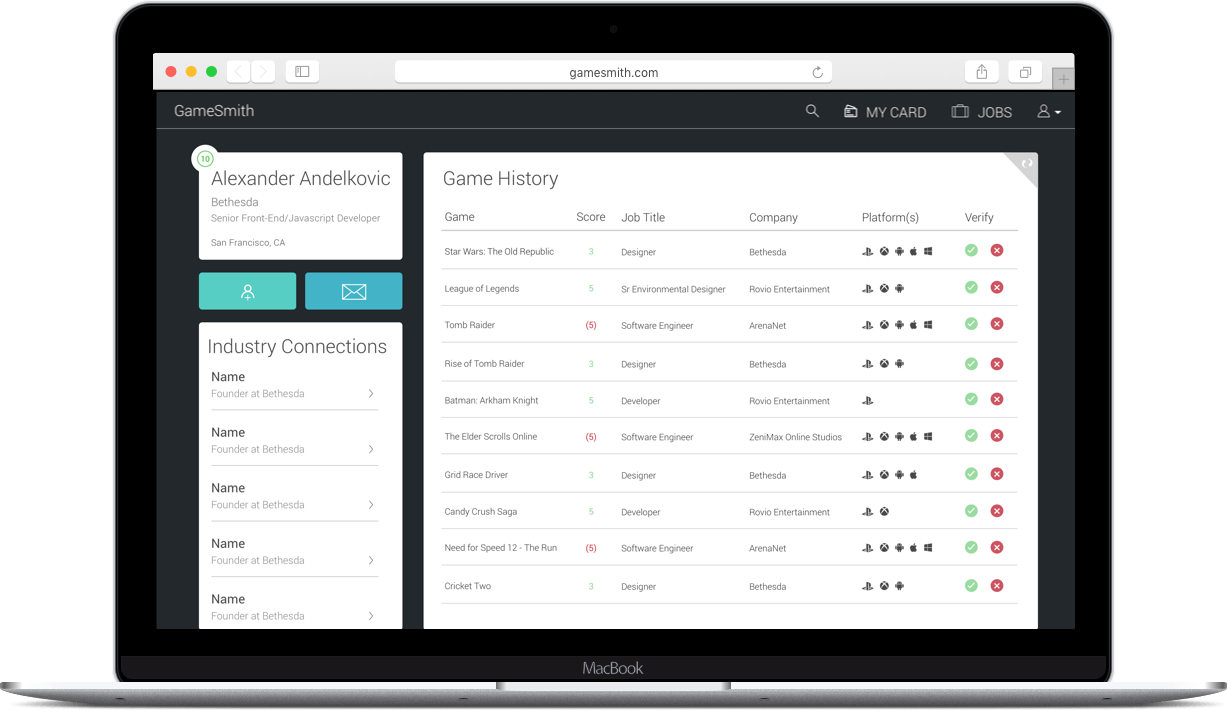 gamesmith.com
GameSmith
MY CARD
JOBS
10
Alexander Andelkovic
Bethesda
Senior Front-End/Javascript Developer
San Francisco, CA
Industry Connections
Name
Founder at Bethesda
Name
Founder at Bethesda
Name
Founder at Bethesda
Name
Founder at Bethesda
Name
Founder at Bethesda
Game History
Game Score Job Title Company Platform(s) Verify
Star Wars: The Old Republic 3 Designer Bethesda
League of Legends 5 Sr Environmental Designer Rovio Entertainment
Tomb Raider (5) Software Engineer ArenaNet
Rise of Tomb Raider 3 Designer Bethesda
Batman: Arkham Knight 5 Developer Rovio Entertainment
The Elder Scrolls Online (5) Software Engineer ZeniMax Online Studios
Grid Race Driver 3 Designer Bethesda
Candy Crush Saga 5 Developer Rovio Entertainment
Need for Speed 12 - The Run (5) Software Engineer ArenaNet
Cricket Two 3 Designer Bethesda
MacBook